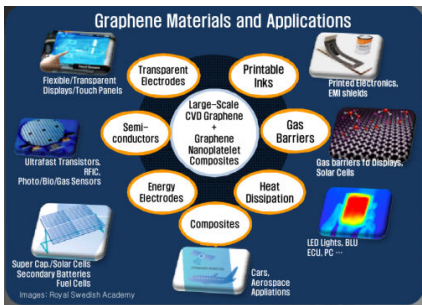 Graphene Materials and Applications
Transparent
Electrodes
Printable
Inks
Flexible/Transparent
Displays/Touch Panels
Printed Electronics,
EMI shields
Large-Scale
CVD Graphene
+
Graphene
Nanoplatelet
Composites
Semi-
conductors
Gas
Barriers
Ultrafast Transistors,
RFIC,
Photo/Bio/Gas Sensors
Gas barriers to Displays,
Solar Cells
Energy
Electrodes
Heat
Dissipation
Composites
Super Cap./Solar Cells
Secondary Batteries
Fuel Cells
LED Lights, BLU
ECU, PC ...
Cars,
Aerospace
Appliations
Images: Royal Swedish Academy